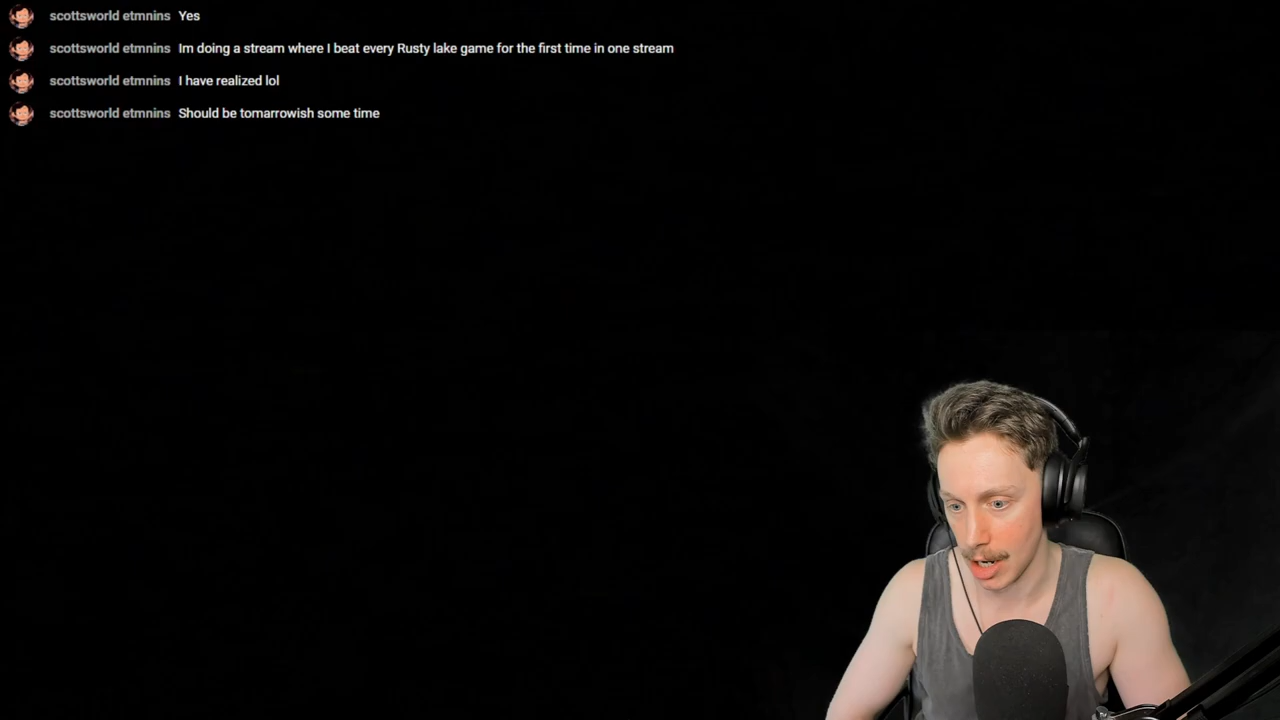 scottsworld etmnins Yes
scottsworld etmnins Im doing a stream where I beat every Rusty lake game for the first time in one stream
scottsworld etmnins I have realized lol
scottsworld etmnins Should be tomarrowish some time